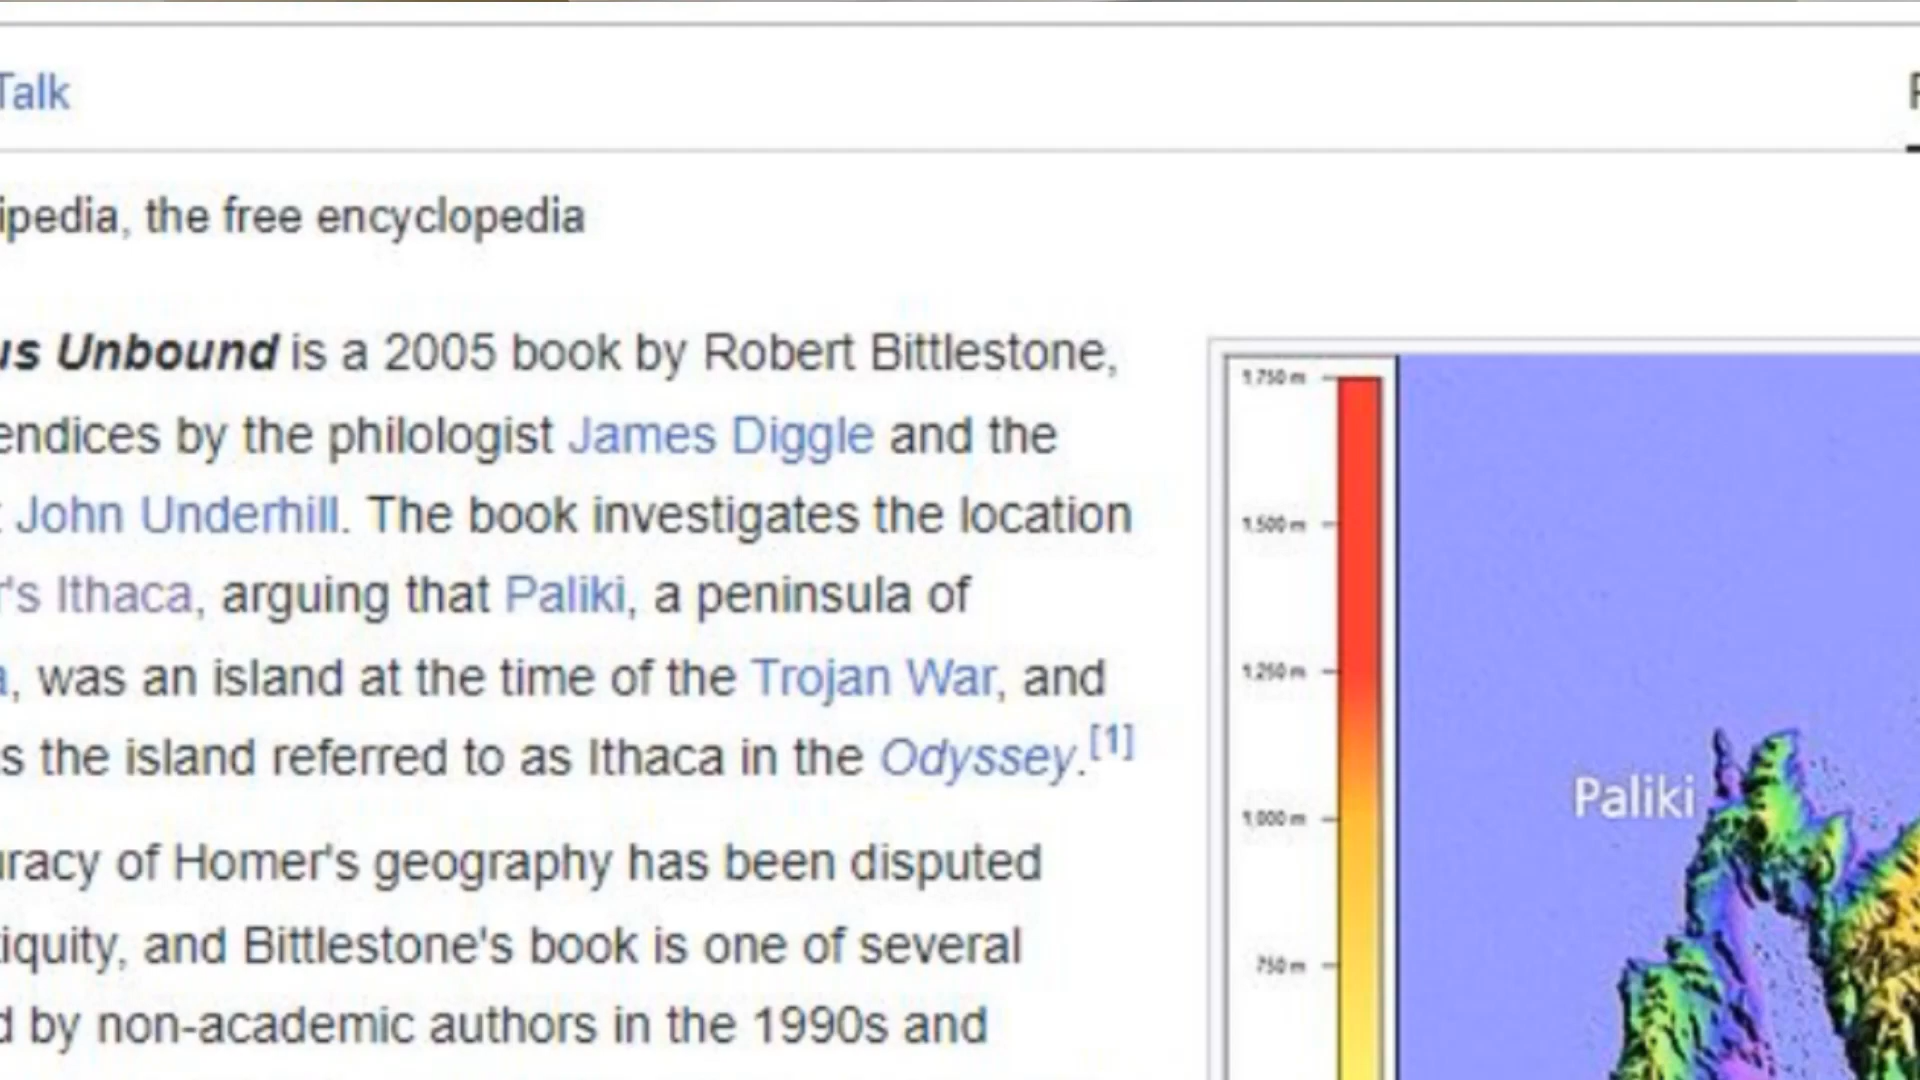 Talk
ipedia, the free encyclopedia
us Unbound is a 2005 book by Robert Bittlestone,
endices by the philologist James Diggle and the
John Underhill. The book investigates the location
r's Ithaca, arguing that Paliki, a peninsula of
a, was an island at the time of the Trojan War, and
s the island referred to as Ithaca in the Odyssey.[1]
uracy of Homer's geography has been disputed
tiquity, and Bittlestone's book is one of several
d by non-academic authors in the 1990s and
1,750 m
1,500 m
1,250 m
1,000 m
750 m
Paliki